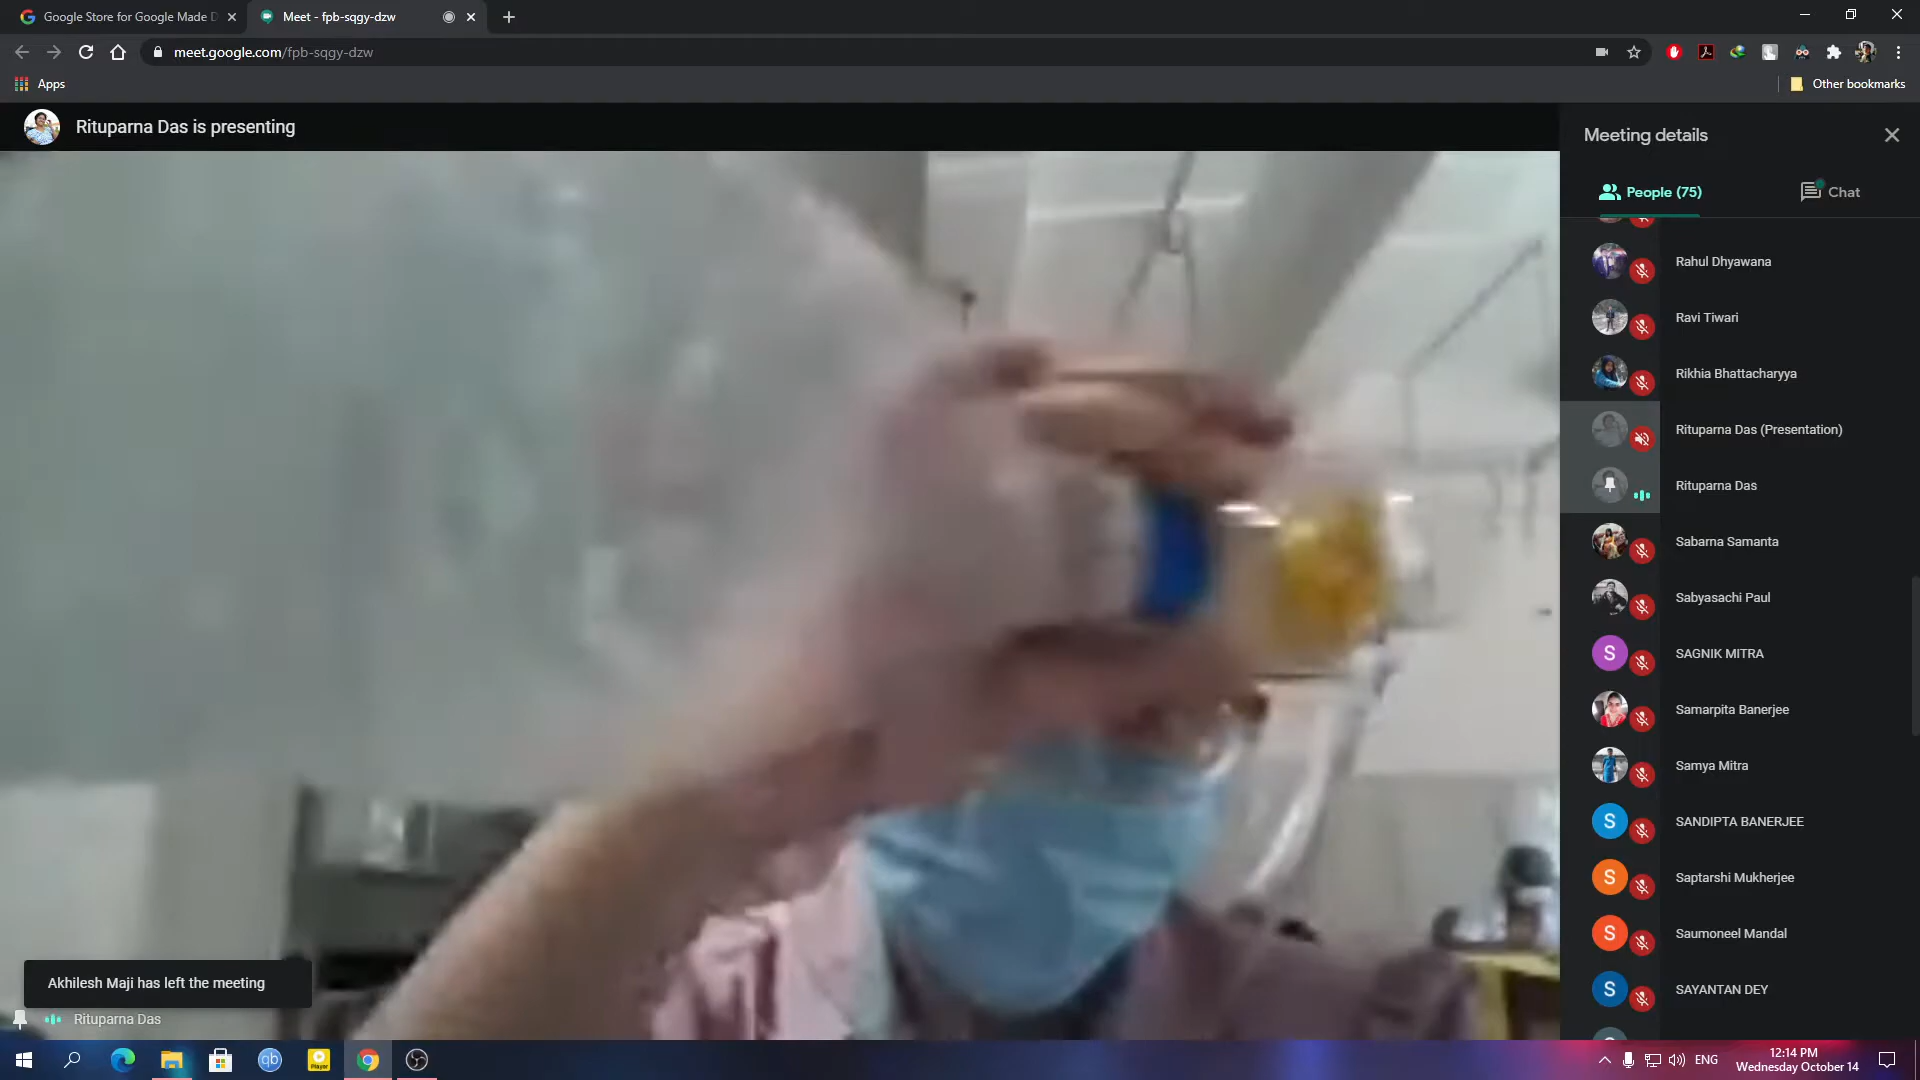 Google Store for Google Made D
Meet - fpb-sqgy-dzw
meet.google.com/fpb-sqgy-dzw
Apps
Other bookmarks
Rituparna Das is presenting
Meeting details
People (75)
Chat
Rahul Dhyawana
Ravi Tiwari
Rikhia Bhattacharyya
Rituparna Das (Presentation)
Rituparna Das
Sabarna Samanta
Sabyasachi Paul
S
SAGNIK MITRA
Samarpita Banerjee
Samya Mitra
S
SANDIPTA BANERJEE
S
Saptarshi Mukherjee
S
Saumoneel Mandal
S
SAYANTAN DEY
Akhilesh Maji has left the meeting
Rituparna Das
qb
Player
ENG
12:14 PM
Wednesday October 14